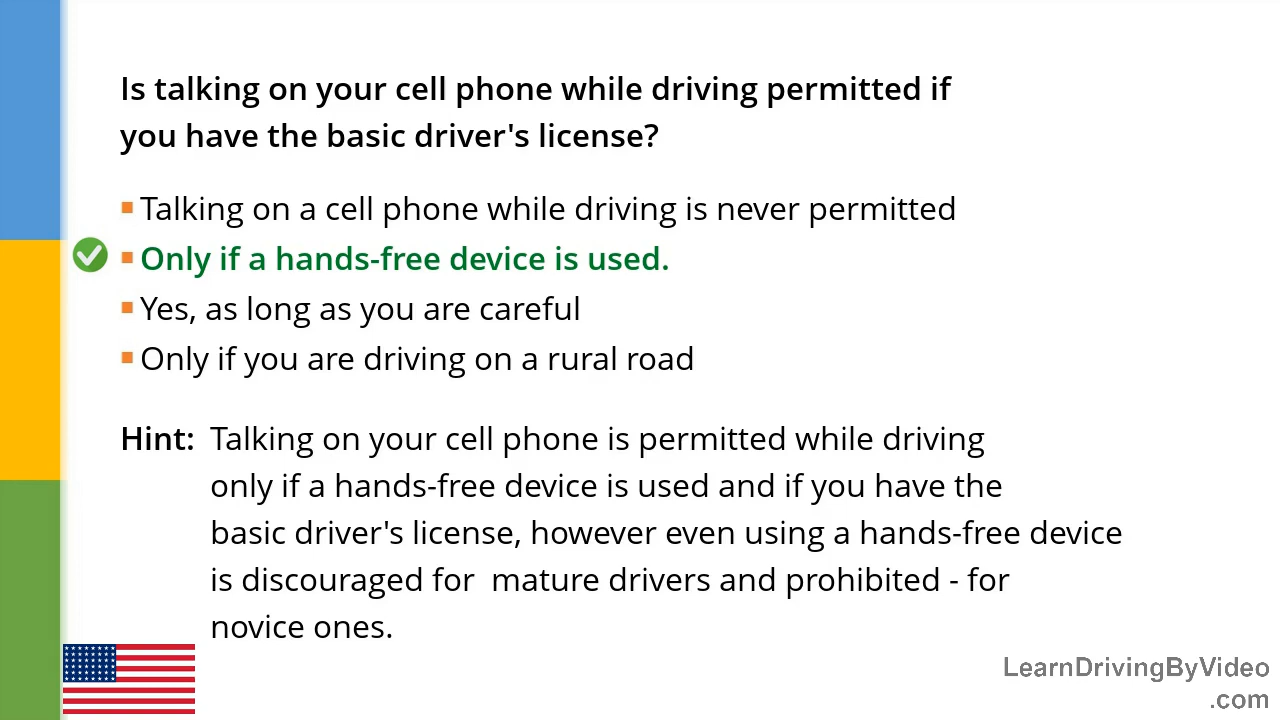 Is talking on your cell phone while driving permitted if
you have the basic driver's license?
Talking on a cell phone while driving is never permitted
Only if a hands-free device is used.
Yes, as long as you are careful
Only if you are driving on a rural road
Hint: Talking on your cell phone is permitted while driving
only if a hands-free device is used and if you have the
basic driver's license, however even using a hands-free device
is discouraged for  mature drivers and prohibited - for
novice ones.
LearnDrivingByVideo
.com